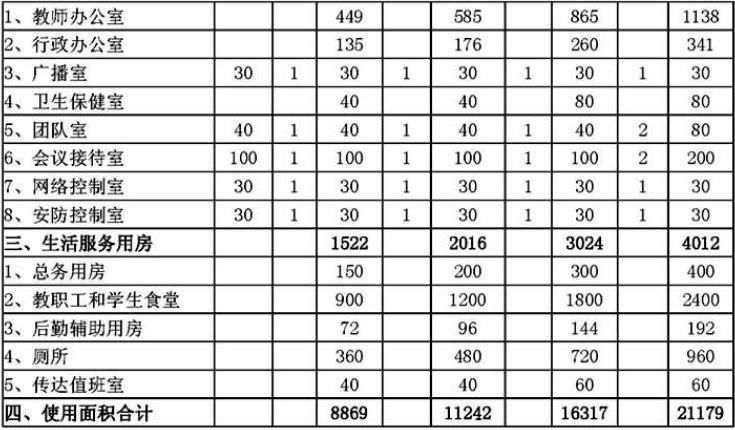 1、教师办公室 449 585 865 1138
2、行政办公室 135 176 260 341
3、广播室 30 1 30 1 30 1 30 1 30
4、卫生保健室 40 40 80 80
5、团队室 40 1 40 1 40 1 40 2 80
6、会议接待室 100 1 100 1 100 1 100 2 200
7、网络控制室 30 1 30 1 30 1 30 1 30
8、安防控制室 30 1 30 1 30 1 30 1 30
三、生活服务用房 1522 2016 3024 4012
1、总务用房 150 200 300 400
2、教职工和学生食堂 900 1200 1800 2400
3、后勤辅助用房 72 96 144 192
4、厕所 360 480 720 960
5、传达值班室 40 40 60 60
四、使用面积合计 8869 11242 16317 21179